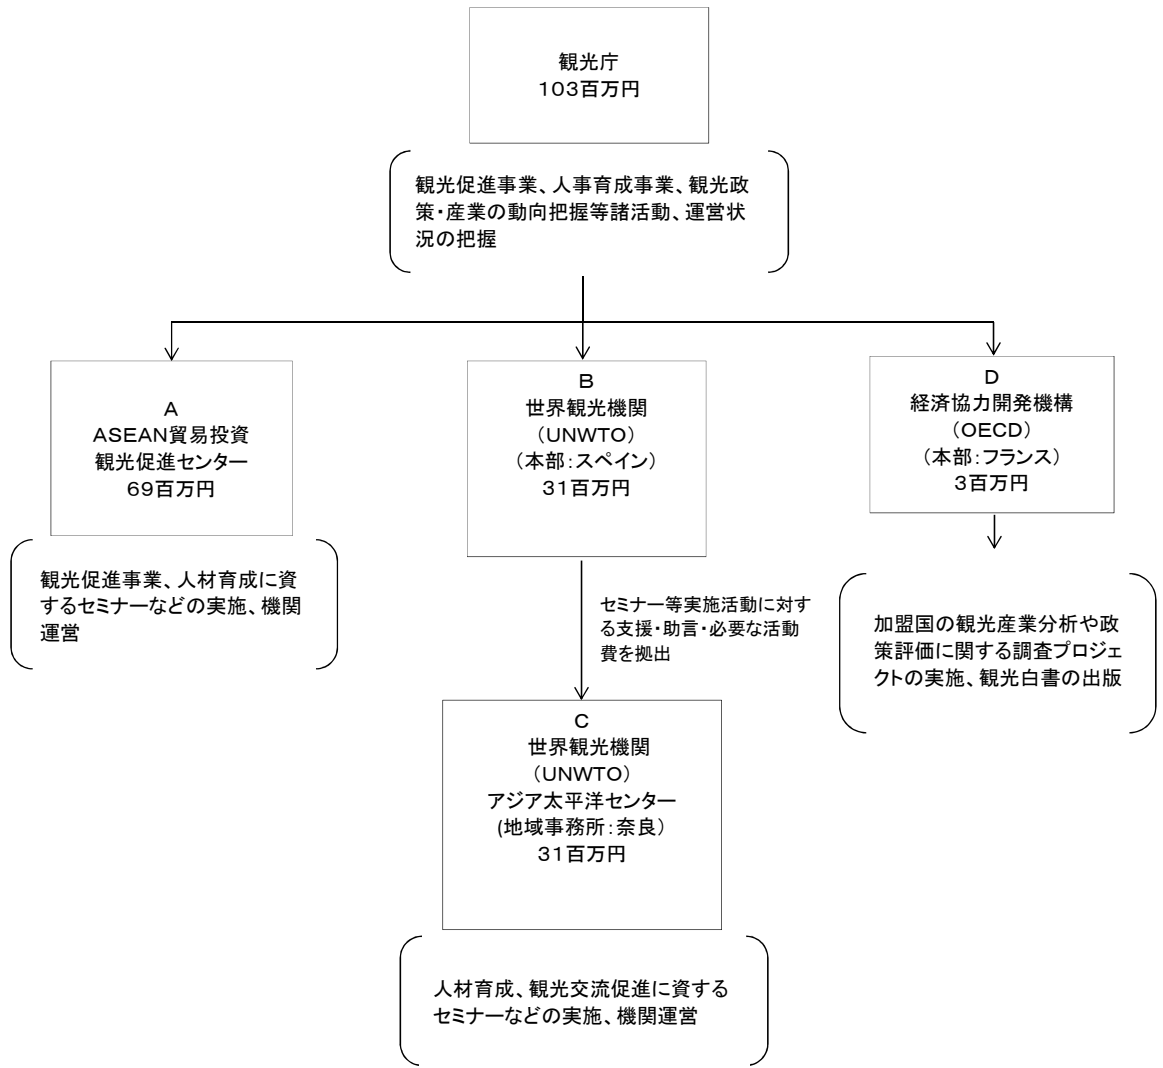 観光庁
103百万円
観光促進事業、人事育成事業、観光政
策・産業の動向把握等諸活動、運営状
況の把握
A
ASEAN貿易投資
観光促進センター
69百万円
観光促進事業、人材育成に資
するセミナーなどの実施、機関
運営
B
世界観光機関
（UNWTO）
（本部：スペイン）
31百万円
セミナー等実施活動に対す
る支援・助言・必要な活動
費を拠出
C
世界観光機関
（UNWTO）
アジア太平洋センター
(地域事務所：奈良）
31百万円
人材育成、観光交流促進に資する
セミナーなどの実施、機関運営
D
経済協力開発機構
（OECD）
（本部：フランス）
3百万円
加盟国の観光産業分析や政
策評価に関する調査プロジェ
クトの実施、観光白書の出版